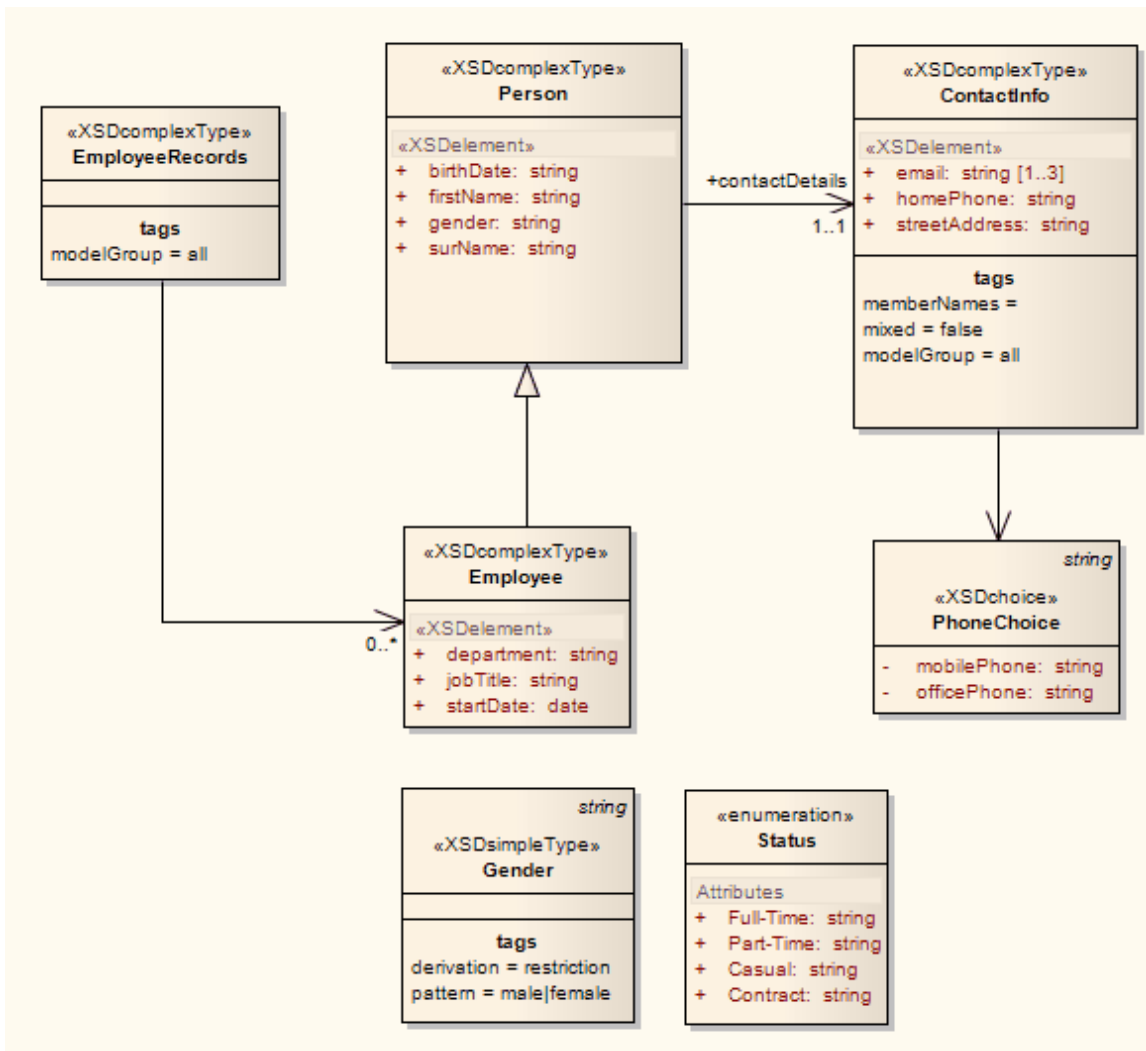 «XSDcomplexType»
EmployeeRecords
tags
modelGroup = all
«XSDcomplexType»
Person
«XSDelement»
+ birthDate: string
+ firstName: string
+ gender: string
+ surName: string
+contactDetails
1..1
«XSDcomplexType»
ContactInfo
«XSDelement»
+ email: string [1..3]
+ homePhone: string
+ streetAddress: string
tags
memberNames =
mixed = false
modelGroup = all
0..*
«XSDcomplexType»
Employee
«XSDelement»
+ department: string
+ jobTitle: string
+ startDate: date
string
«XSDchoice»
PhoneChoice
- mobilePhone: string
- officePhone: string
string
«XSDsimpleType»
Gender
tags
derivation = restriction
pattern = male|female
«enumeration»
Status
Attributes
+ Full-Time: string
+ Part-Time: string
+ Casual: string
+ Contract: string